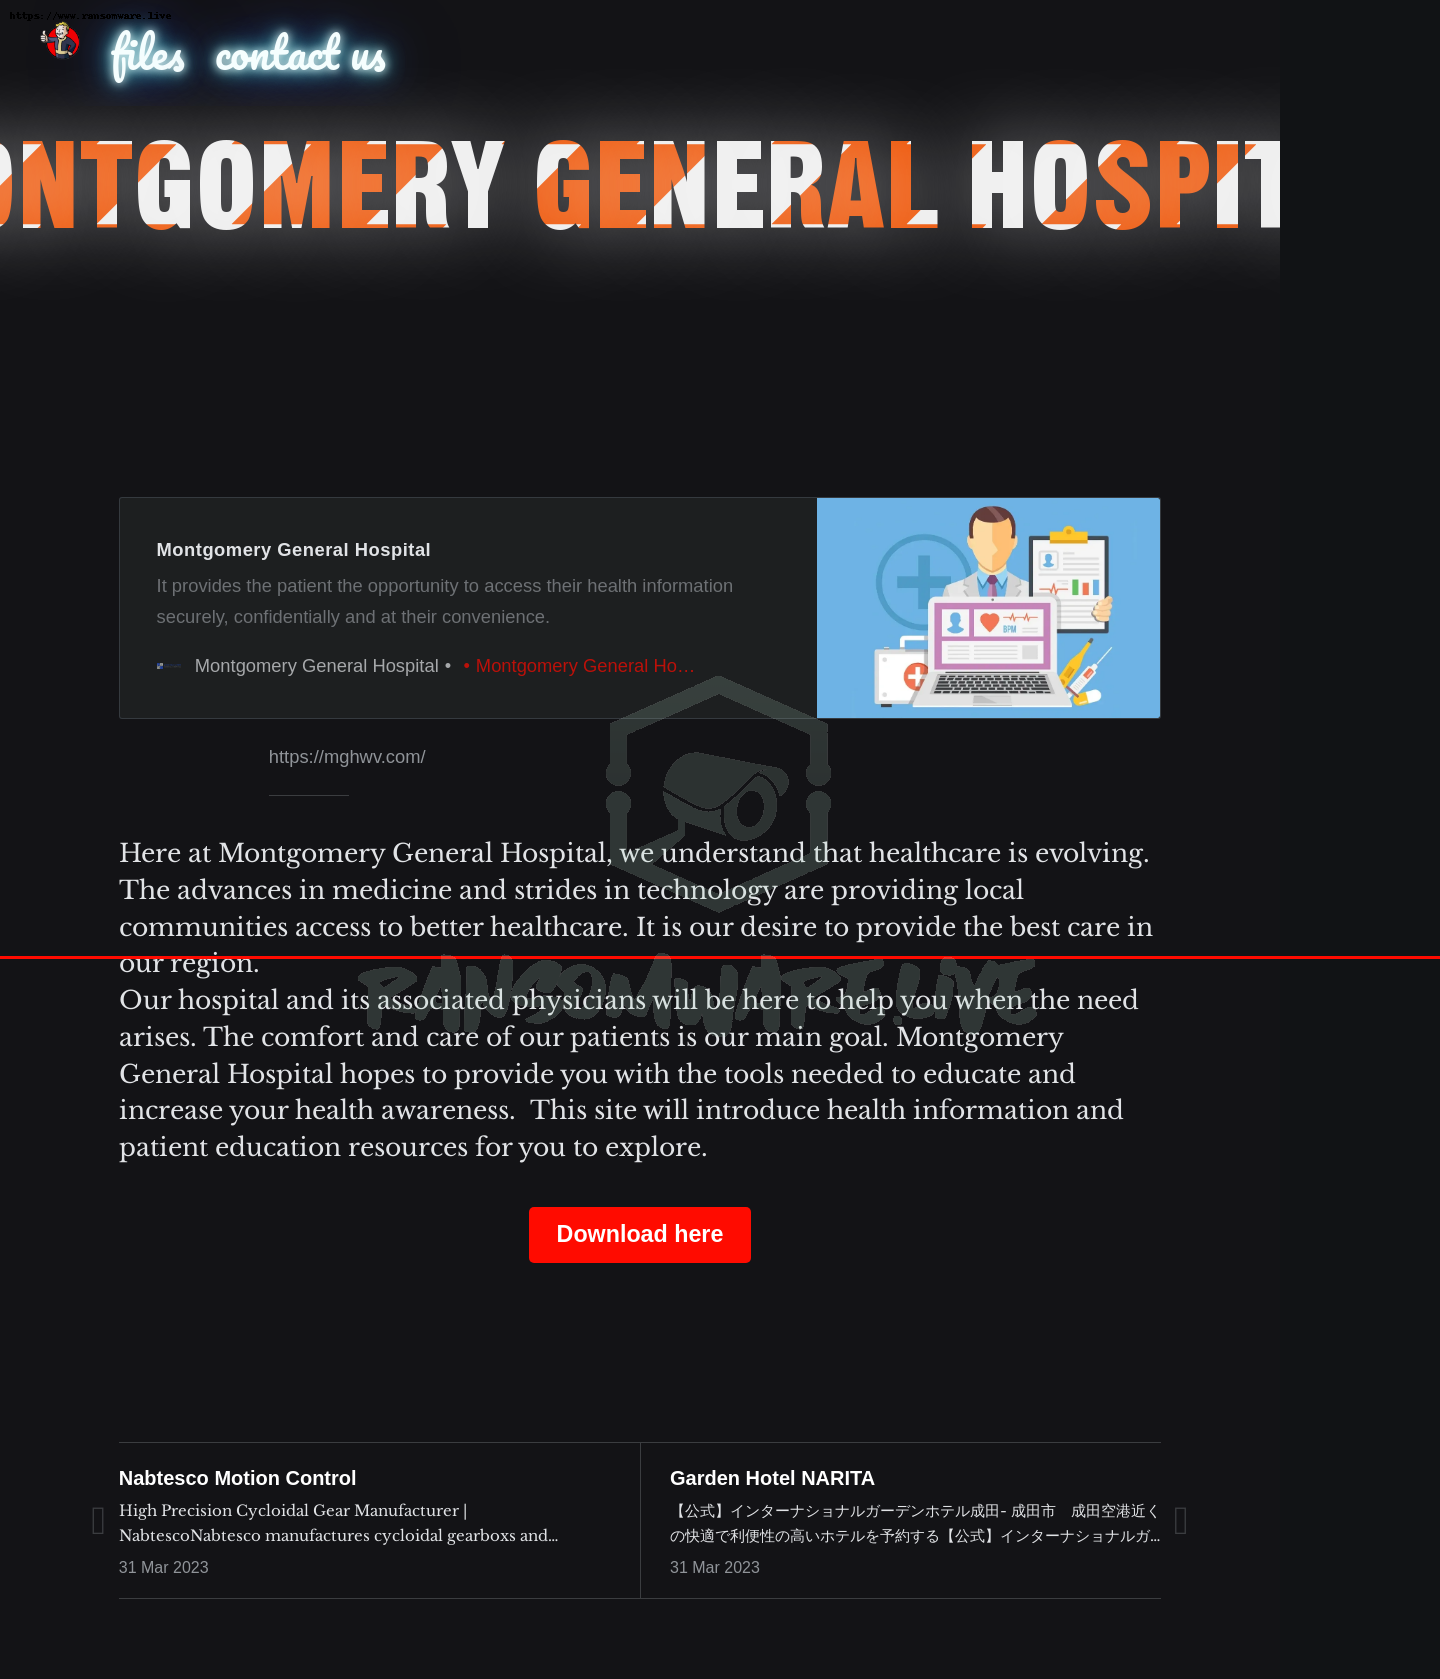 https://www.ransomware.live
files contact us
ONTGOMERY GENERAL HOSPIT
Montgomery General Hospital
It provides the patient the opportunity to access their health information
securely, confidentially and at their convenience.
Montgomery General Hospital • • Montgomery General Ho…
BPM
https://mghwv.com/
Here at Montgomery General Hospital, we understand that healthcare is evolving.
The advances in medicine and strides in technology are providing local
communities access to better healthcare. It is our desire to provide the best care in
our region.
RANSOMWARE.LIVE
Our hospital and its associated physicians will be here to help you when the need
arises. The comfort and care of our patients is our main goal. Montgomery
General Hospital hopes to provide you with the tools needed to educate and
increase your health awareness.  This site will introduce health information and
patient education resources for you to explore.
Download here
Nabtesco Motion Control
High Precision Cycloidal Gear Manufacturer |
NabtescoNabtesco manufactures cycloidal gearboxs and…
31 Mar 2023
Garden Hotel NARITA
【公式】インターナショナルガーデンホテル成田- 成田市　成田空港近く
の快適で利便性の高いホテルを予約する【公式】インターナショナルガ…
31 Mar 2023